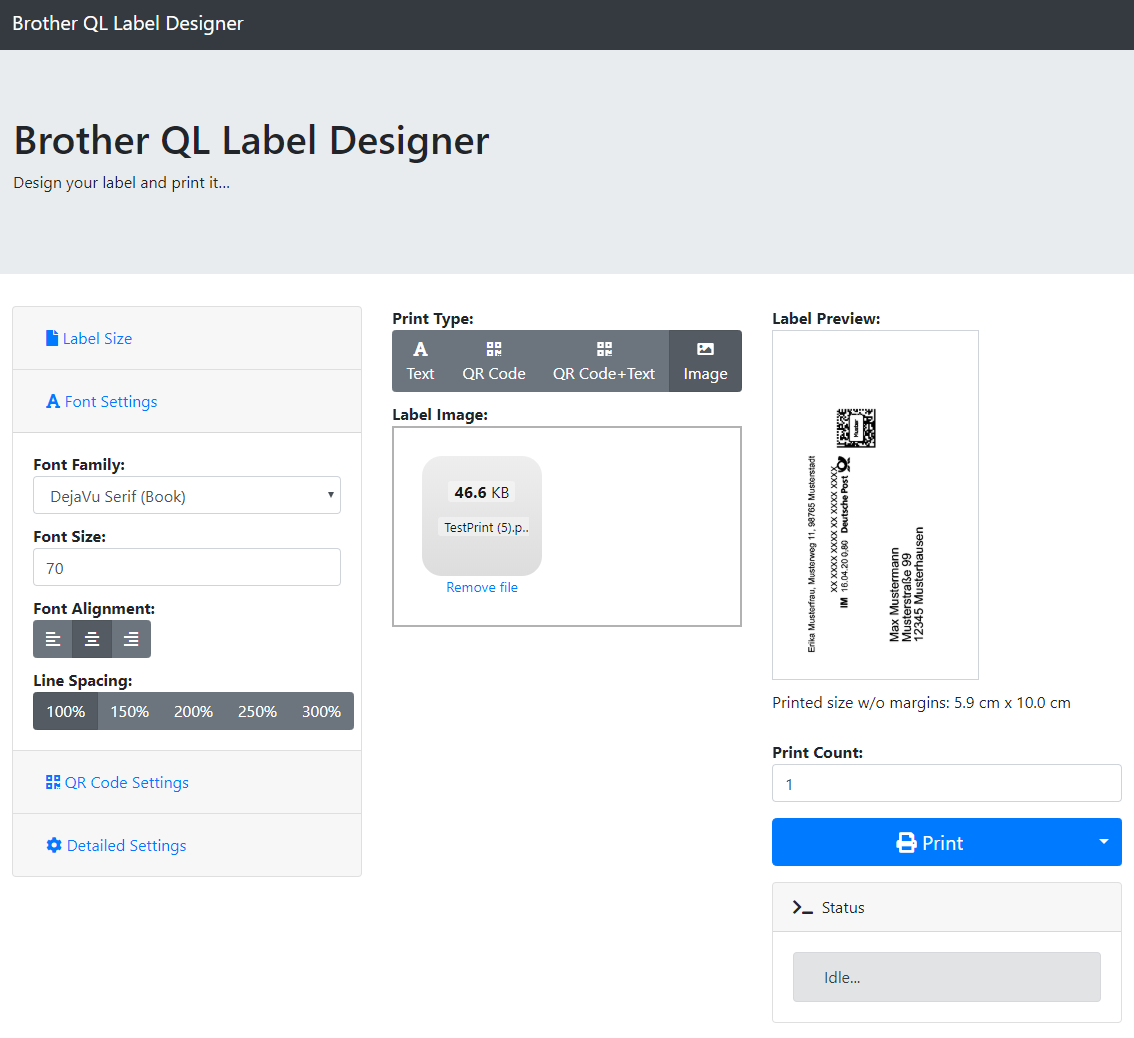 Brother QL Label Designer
Brother QL Label Designer
Design your label and print it...
Label Size
Font Settings
Font Family:
DejaVu Serif (Book)
Font Size:
70
Font Alignment:
Line Spacing:
100% 150% 200% 250% 300%
QR Code Settings
Detailed Settings
Print Type:
Text QR Code QR Code+Text Image
Label Image:
46.6 KB
TestPrint (5).p..
Remove file
Label Preview:
Erika Musterfrau, Musterweg 11, 98765 Musterstadt
XX XXXX XXXX XX XXXX XXXX
IM 16.04.20 0,80 Deutsche Post
Muster
Max Mustermann
Musterstraße 99
12345 Musterhausen
Printed size w/o margins: 5.9 cm x 10.0 cm
Print Count:
1
Print
Status
Idle...